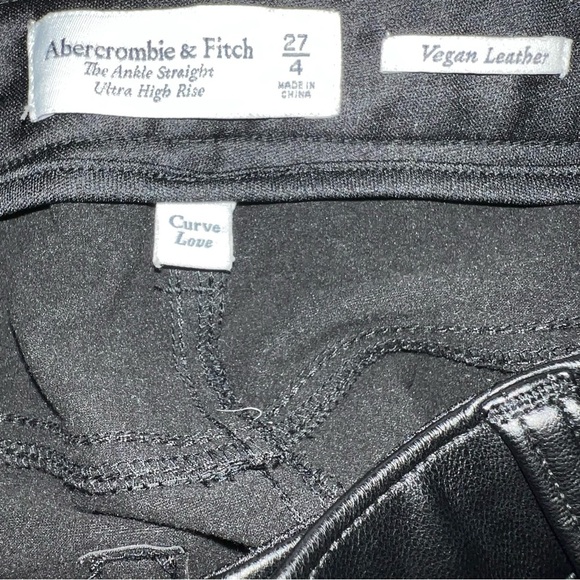 Abercrombie & Fitch
The Ankle Straight
Ultra High Rise
27
4
MADE IN
CHINA
Vegan Leather
Curve
Love